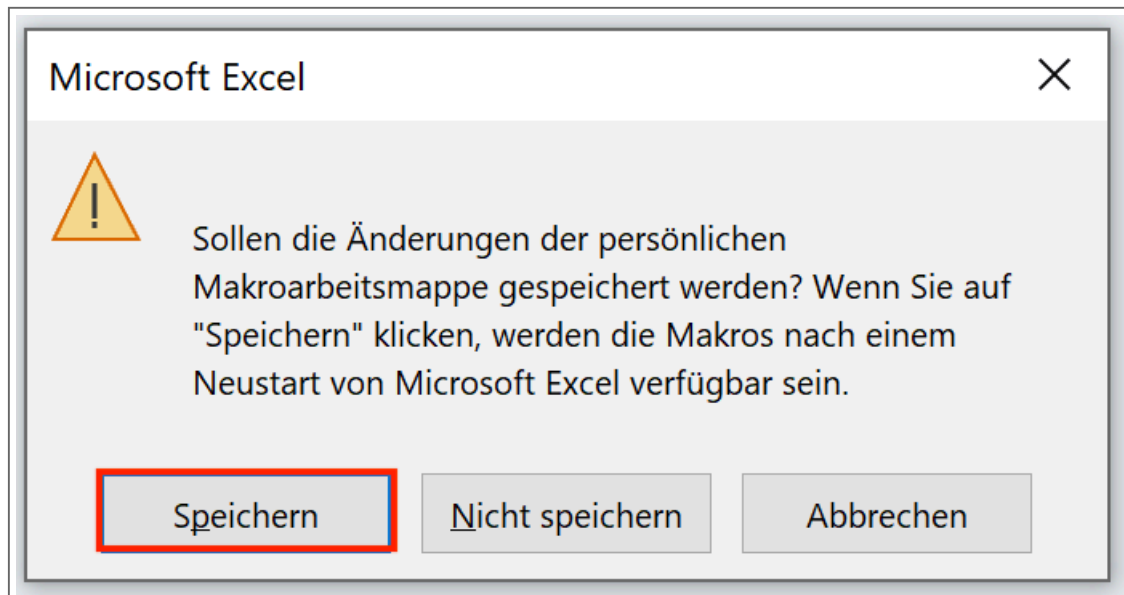 Microsoft Excel
Sollen die Änderungen der persönlichen
Makroarbeitsmappe gespeichert werden? Wenn Sie auf
"Speichern" klicken, werden die Makros nach einem
Neustart von Microsoft Excel verfügbar sein.
Speichern Nicht speichern Abbrechen